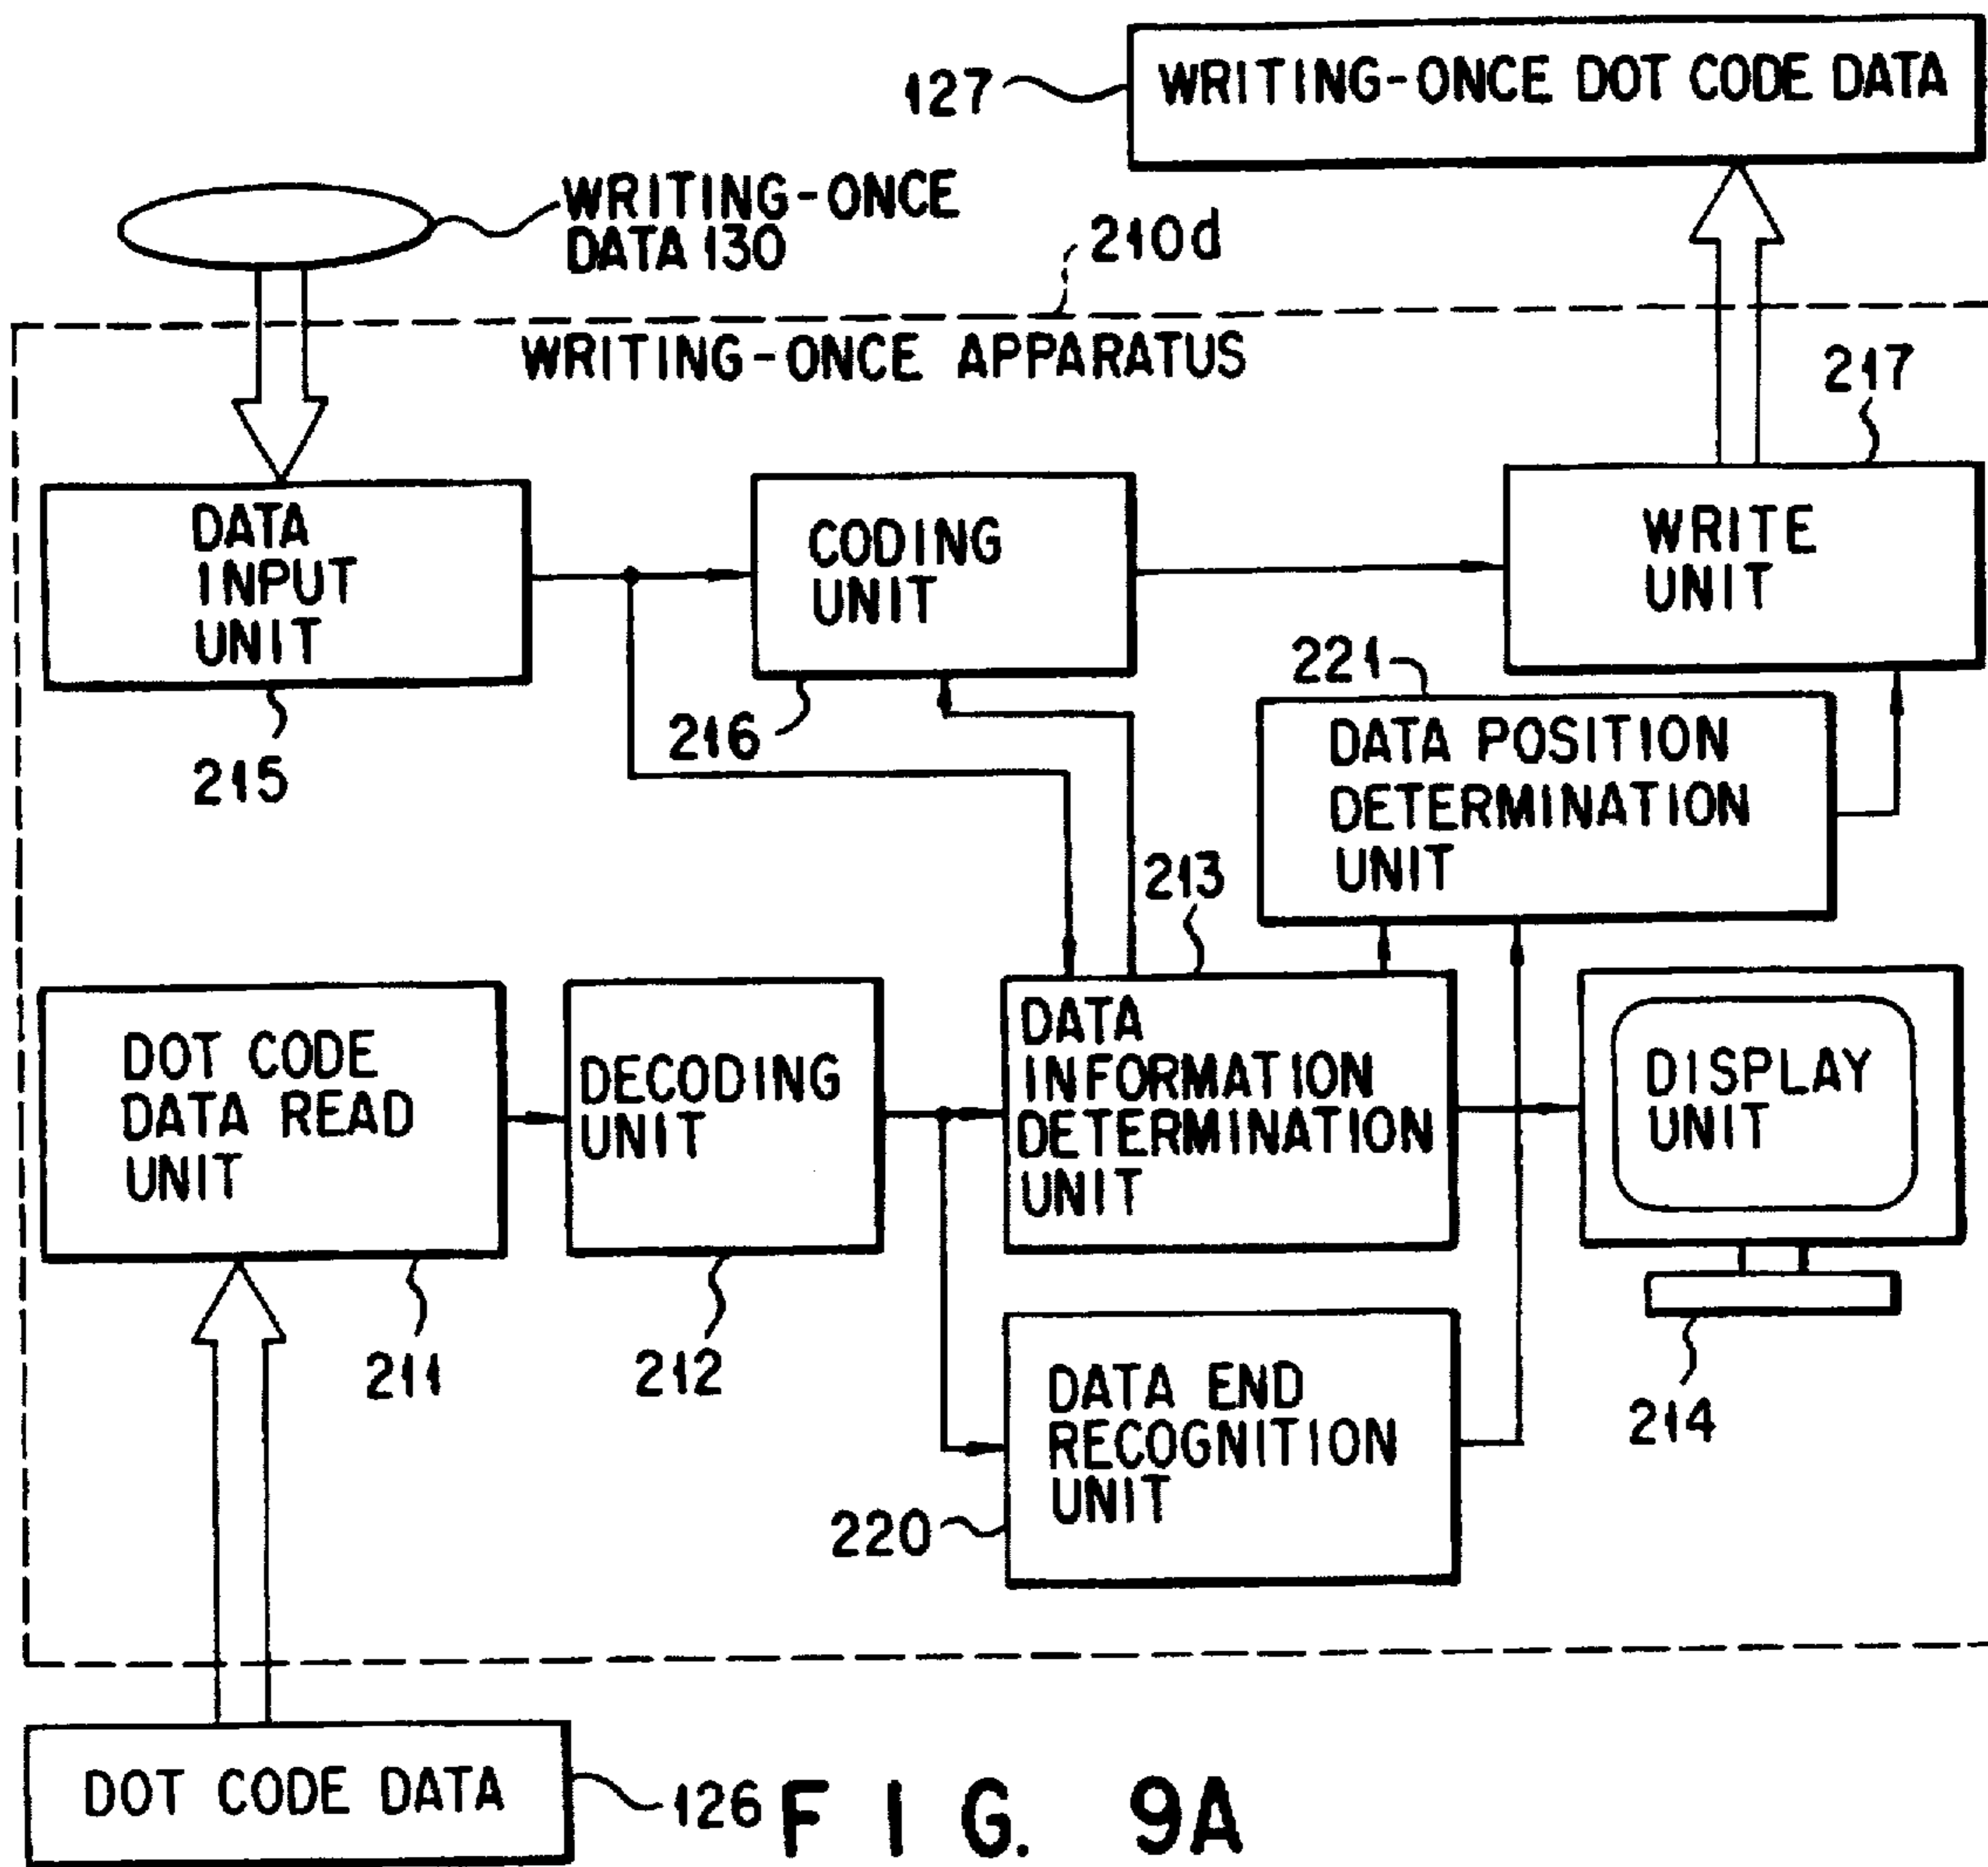 WRITING-ONCE DOT CODE DATA
127
WRITING-ONCE
DATA 130
210d
WRITING-ONCE APPARATUS
217
DATA
INPUT
UNIT
215
CODING
UNIT
216
WRITE
UNIT
221
DATA POSITION
DETERMINATION
UNIT
213
DOT CODE
DATA READ
UNIT
211
DECODING
UNIT
212
DATA
INFORMATION
DETERMINATION
UNIT
DISPLAY
UNIT
214
DATA END
RECOGNITION
UNIT
220
DOT CODE DATA
126
FIG. 9A